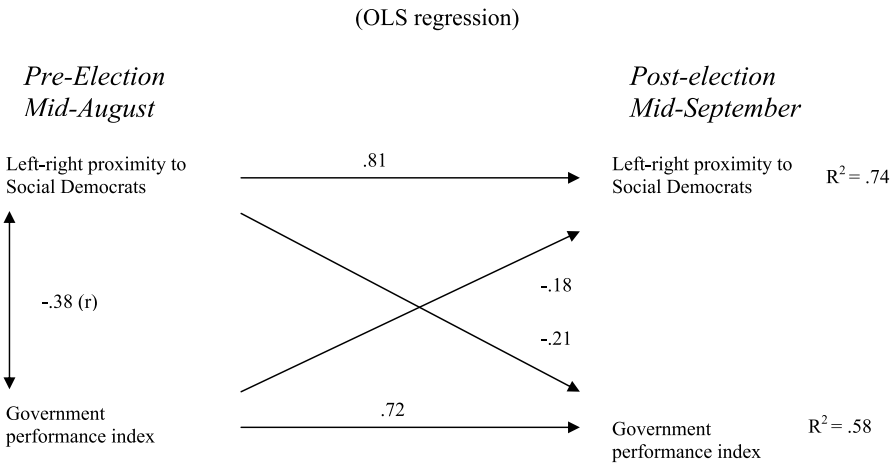 (OLS regression)
Pre-Election
Mid-August
Post-election
Mid-September
Left-right proximity to
Social Democrats
.81
Left-right proximity to
Social Democrats
R² = .74
-.38 (r)
-.18
-.21
Government
performance index
.72
Government
performance index
R² = .58